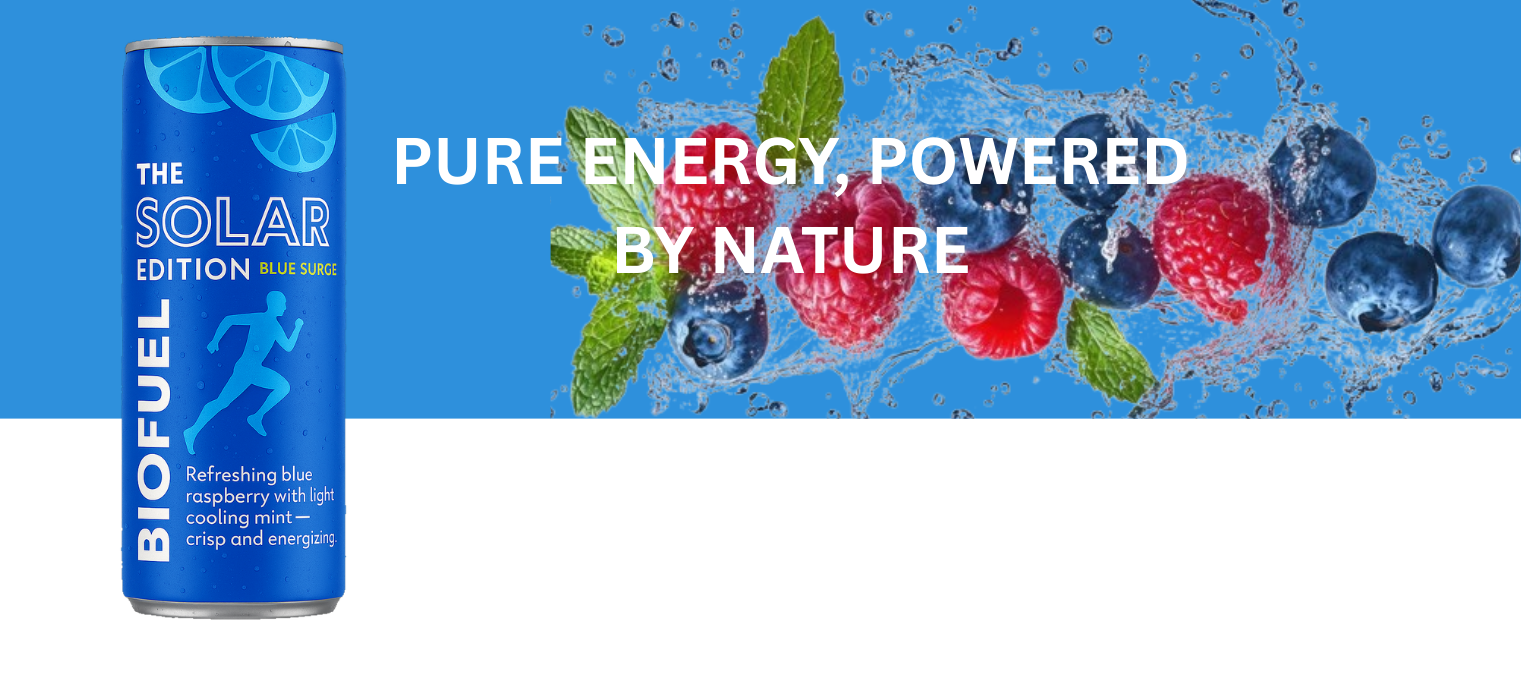 THE
SOLAR
EDITION BLUE SURGE
BIOFUEL
Refreshing blue
raspberry with light
cooling mint—
crisp and energizing.
PURE ENERGY, POWERED
BY NATURE